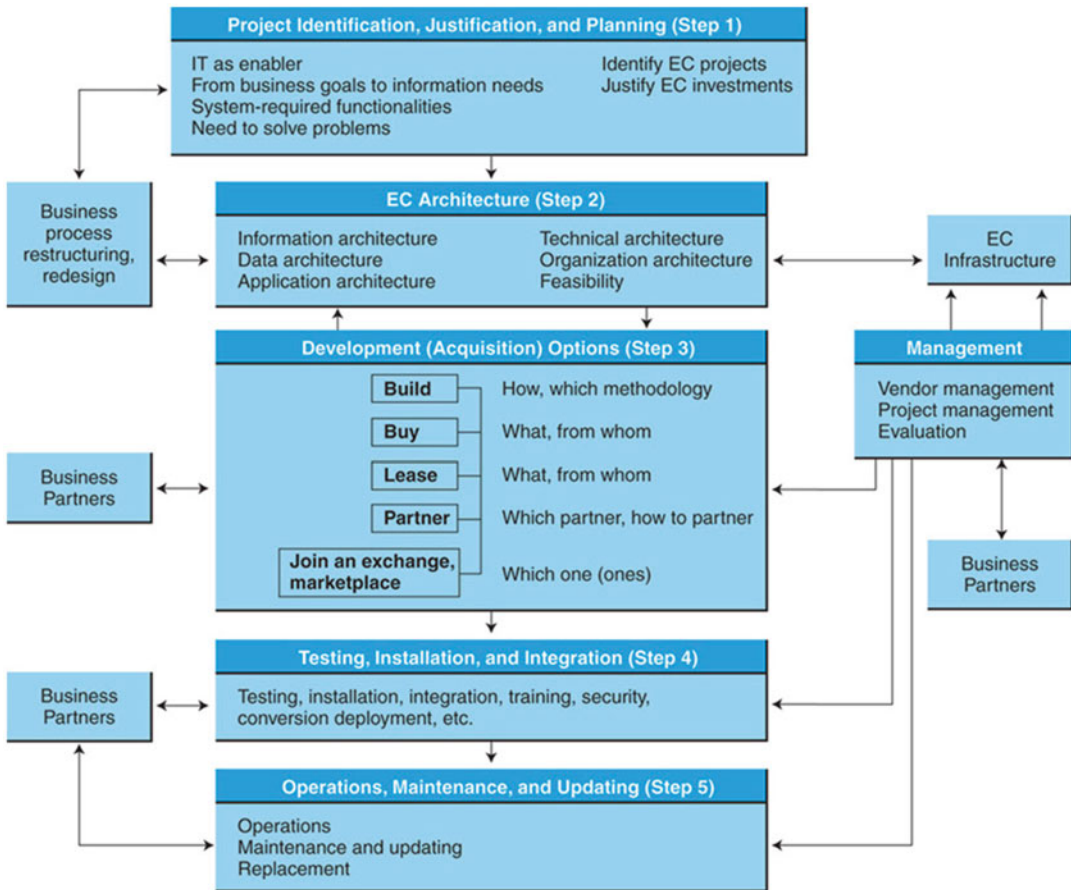 Project Identification, Justification, and Planning (Step 1)
IT as enabler
From business goals to information needs
System-required functionalities
Need to solve problems
Identify EC projects
Justify EC investments
Business
process
restructuring,
redesign
EC Architecture (Step 2)
Information architecture
Data architecture
Application architecture
Technical architecture
Organization architecture
Feasibility
EC
Infrastructure
Development (Acquisition) Options (Step 3)
Build
How, which methodology
Buy
What, from whom
Lease
What, from whom
Partner
Which partner, how to partner
Join an exchange,
marketplace
Which one (ones)
Management
Vendor management
Project management
Evaluation
Business
Partners
Business
Partners
Testing, Installation, and Integration (Step 4)
Testing, installation, integration, training, security,
conversion deployment, etc.
Business
Partners
Operations, Maintenance, and Updating (Step 5)
Operations
Maintenance and updating
Replacement